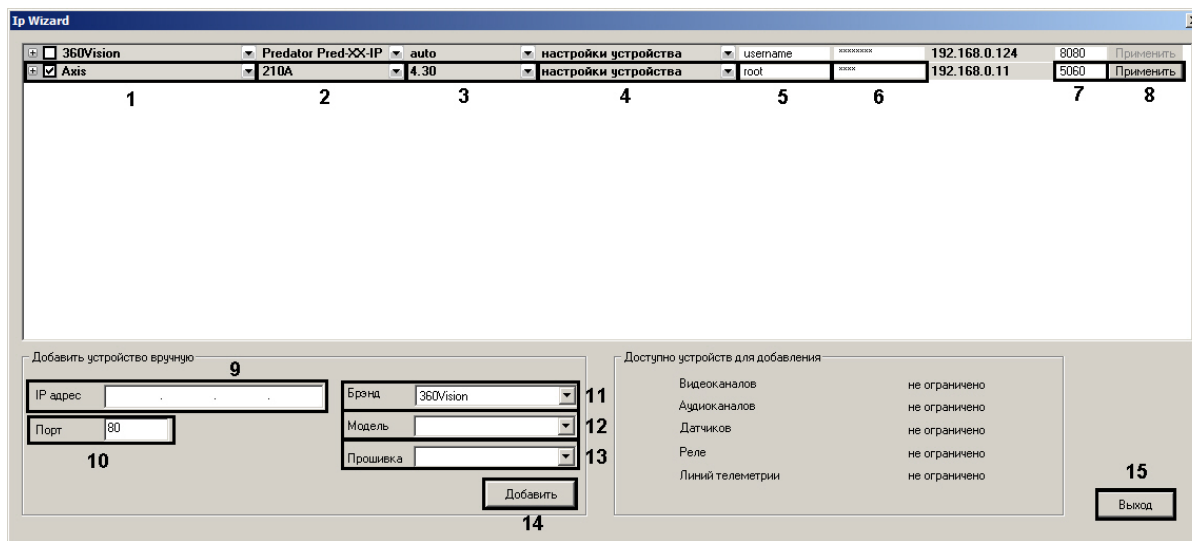 Ip Wizard
360Vision Predator Pred-XX-IP auto настройки устройства username ******** 192.168.0.124 8080 Применить
Axis 210A 4.30 настройки устройства root **** 192.168.0.11 5060 Применить
1 2 3 4 5 6 7 8
Добавить устройство вручную
9
IP адрес . . .
Порт 80
10
Брэнд 360Vision 11
Модель 12
Прошивка 13
Добавить
14
Доступно устройств для добавления
Видеоканалов не ограничено
Аудиоканалов не ограничено
Датчиков не ограничено
Реле не ограничено
Линий телеметрии не ограничено
15
Выход